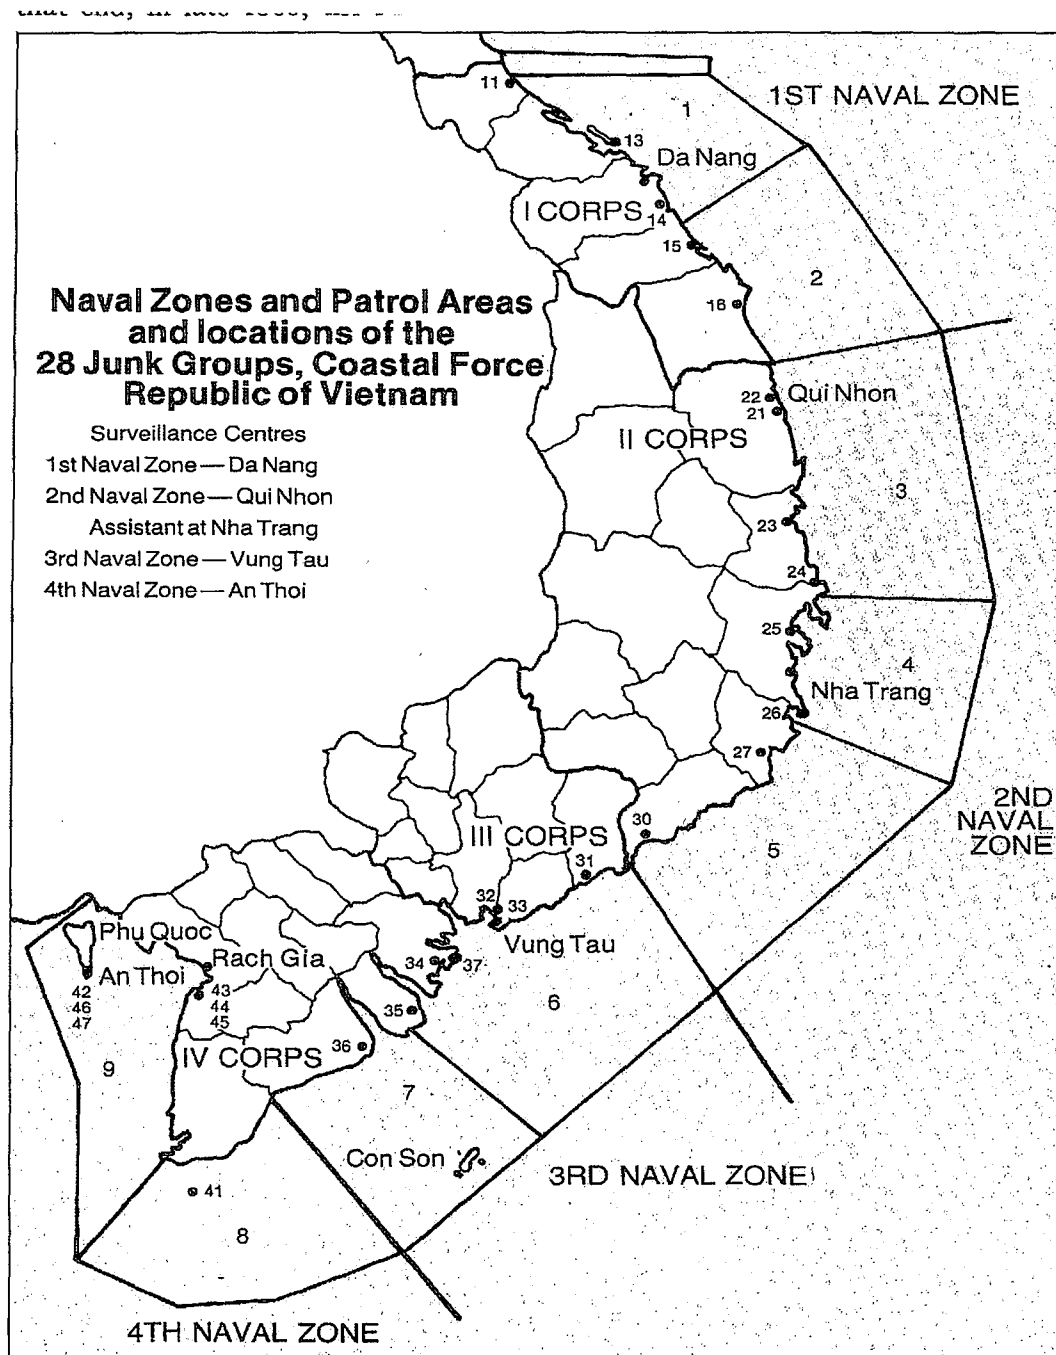 1ST NAVAL ZONE
11
1
13
Da Nang
I CORPS
14
15
2
16
Naval Zones and Patrol Areas
and locations of the
28 Junk Groups, Coastal Force
Republic of Vietnam
Surveillance Centres
1st Naval Zone — Da Nang
2nd Naval Zone — Qui Nhon
Assistant at Nha Trang
3rd Naval Zone — Vung Tau
4th Naval Zone — An Thoi
22
Qui Nhon
21
II CORPS
3
23
24
25
4
Nha Trang
26
27
2ND
NAVAL
ZONE
30
III CORPS
5
31
32
33
Vung Tau
Phu Quoc
Rach Gia
An Thoi
34
37
42
46
47
43
44
45
35
6
36
IV CORPS
9
7
Con Son
3RD NAVAL ZONE
41
8
4TH NAVAL ZONE